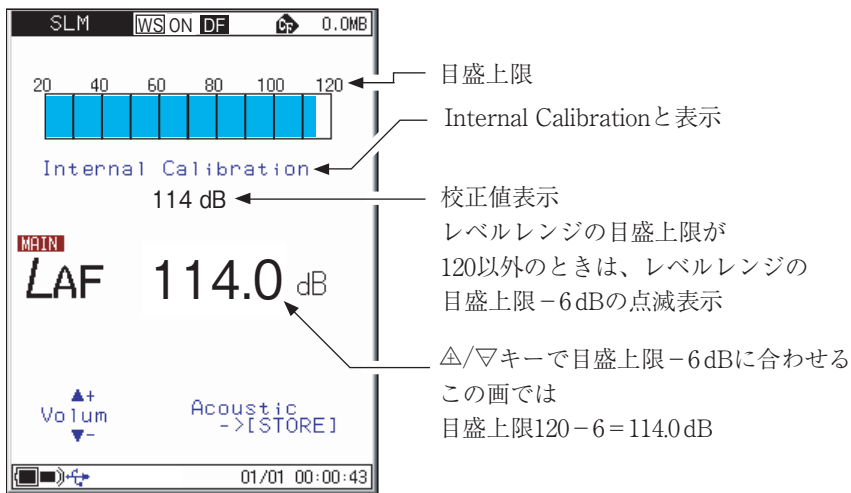 SLM WS ON DF CF 0.0MB
20 40 60 80 100 120
目盛上限
Internal Calibration
Internal Calibrationと表示
114 dB
校正値表示
レベルレンジの目盛上限が
120以外のときは、レベルレンジの
目盛上限－6dBの点滅表示
MAIN
LAF 114.0 dB
△/▽キーで目盛上限－6dBに合わせる
この画では
目盛上限120－6＝114.0dB
▲+
Volum
▼-
Acoustic
->[STORE]
01/01 00:00:43